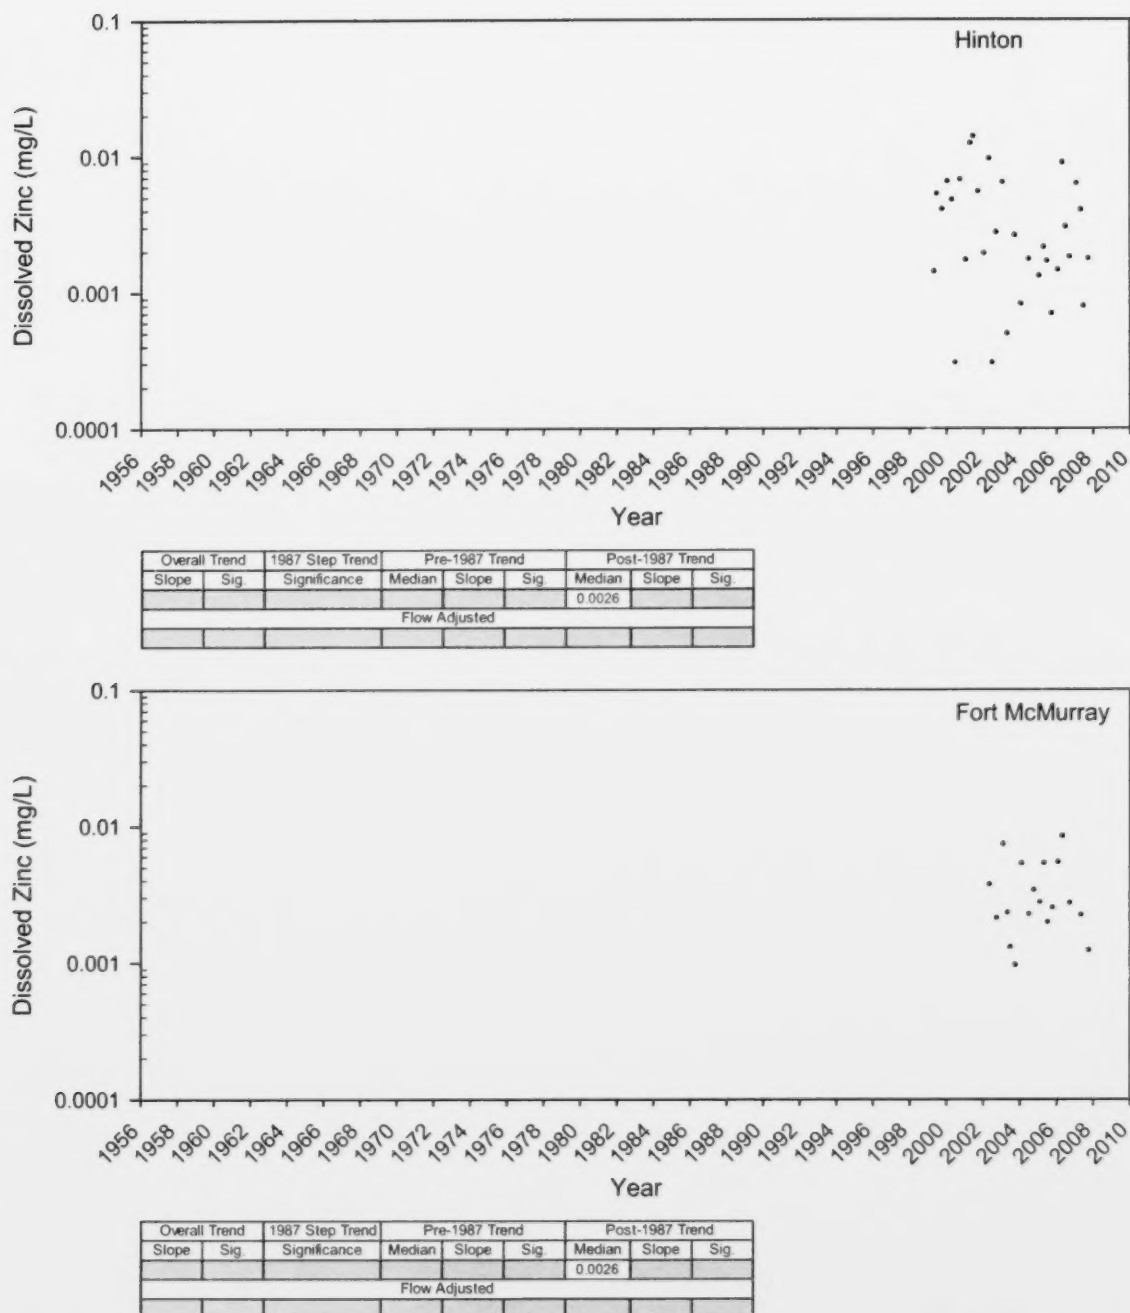 Hinton
Dissolved Zinc (mg/L)
0.1
0.01
0.001
0.0001
1956 1958 1960 1962 1964 1966 1968 1970 1972 1974 1976 1978 1980 1982 1984 1986 1988 1990 1992 1994 1996 1998 2000 2002 2004 2006 2008 2010
Year
Overall Trend 1987 Step Trend Pre-1987 Trend Post-1987 Trend
Slope Sig. Significance Median Slope Sig. Median Slope Sig.
0.0026
Flow Adjusted
Fort McMurray
Dissolved Zinc (mg/L)
0.1
0.01
0.001
0.0001
1956 1958 1960 1962 1964 1966 1968 1970 1972 1974 1976 1978 1980 1982 1984 1986 1988 1990 1992 1994 1996 1998 2000 2002 2004 2006 2008 2010
Year
Overall Trend 1987 Step Trend Pre-1987 Trend Post-1987 Trend
Slope Sig. Significance Median Slope Sig. Median Slope Sig.
0.0026
Flow Adjusted